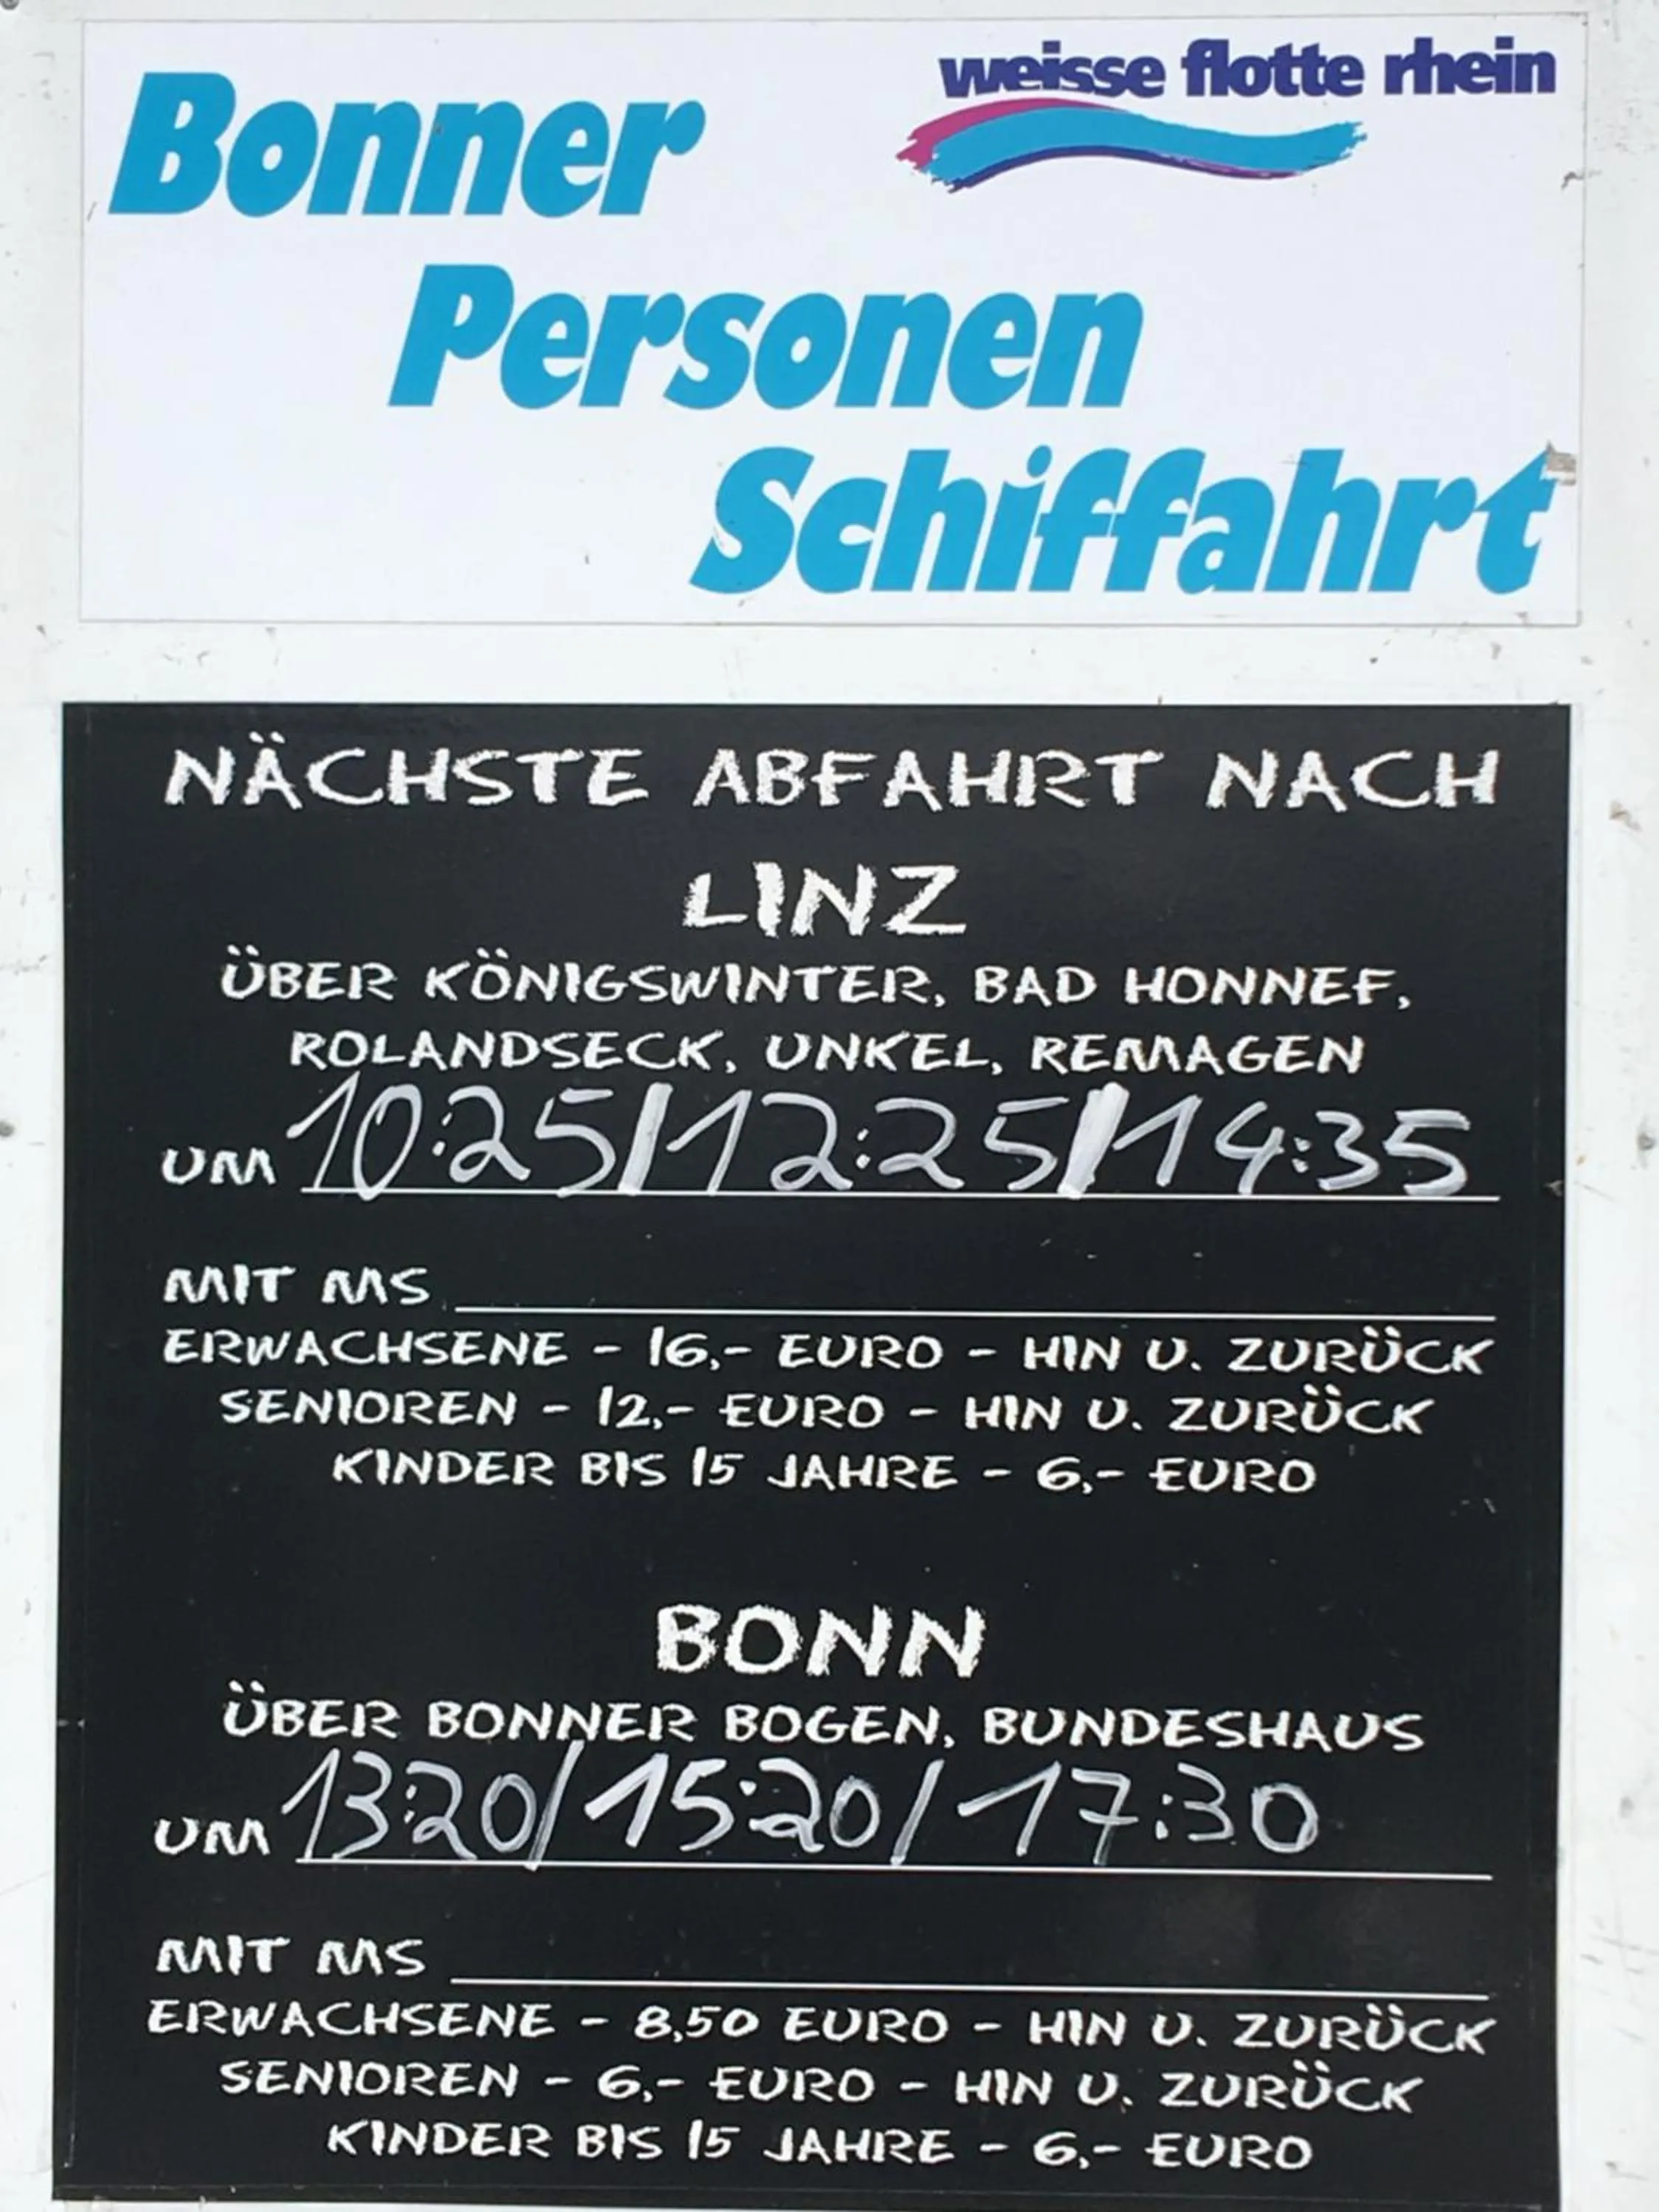 weisse flotte rhein
Bonner
Personen
Schiffahrt
NÄCHSTE ABFAHRT NACH
LINZ
ÜBER KÖNIGSWINTER, BAD HONNEF,
ROLANDSECK, UNKEL, REMAGEN
UM 10:25/12:25/14:35
MIT MS
ERWACHSENE - 16,- EURO - HIN U. ZURÜCK
SENIOREN - 12,- EURO - HIN U. ZURÜCK
KINDER BIS 15 JAHRE - 6,- EURO
BONN
ÜBER BONNER BOGEN, BUNDESHAUS
UM 13:20/15:20/17:30
MIT MS
ERWACHSENE - 8,50 EURO - HIN U. ZURÜCK
SENIOREN - 6,- EURO - HIN U. ZURÜCK
KINDER BIS 15 JAHRE - 6,- EURO